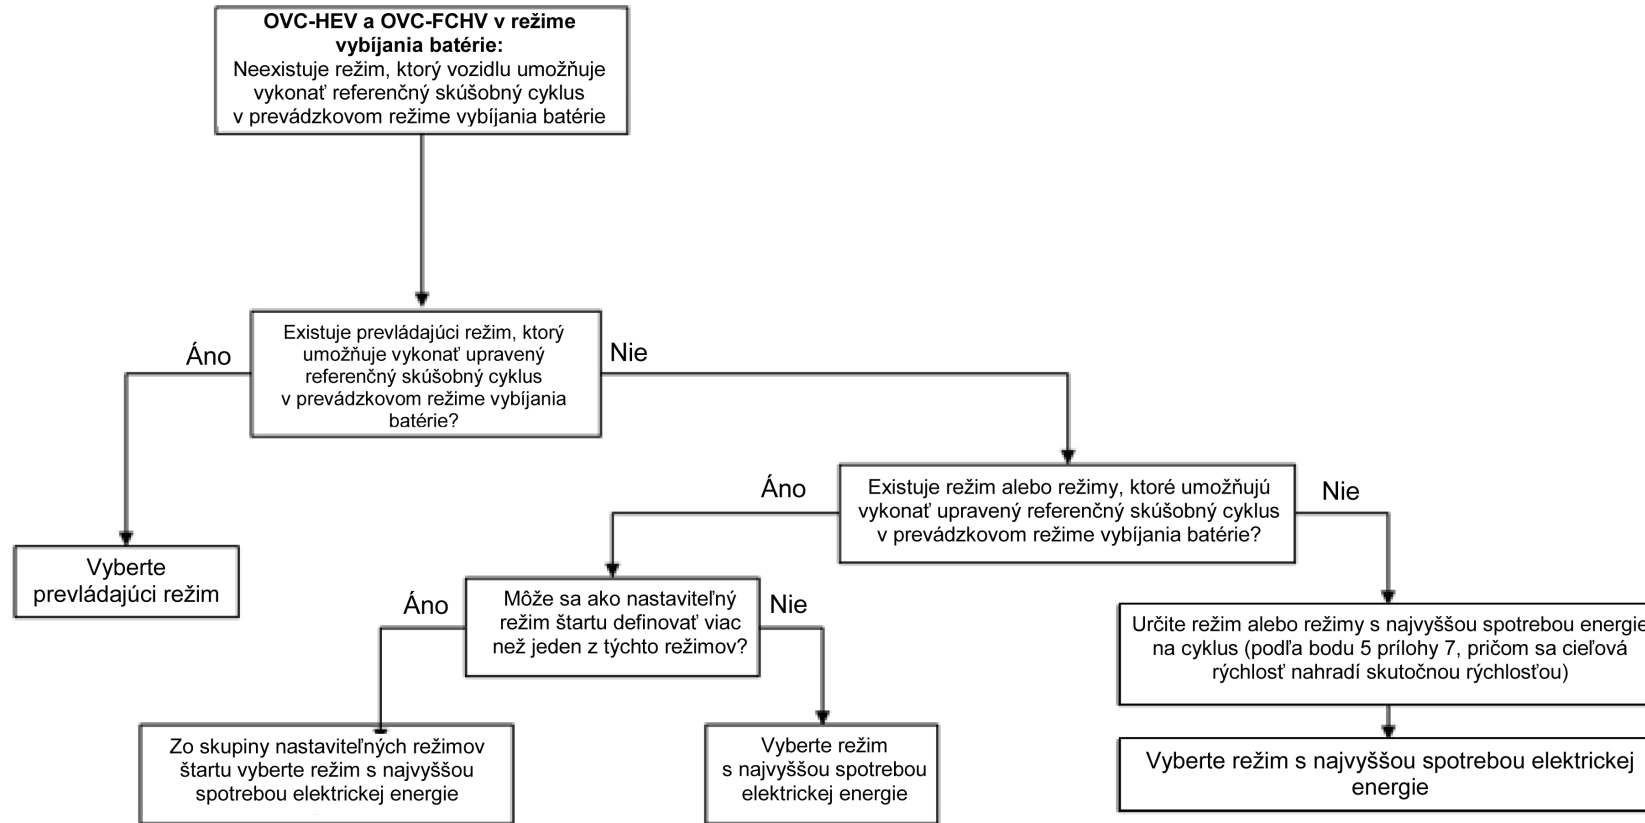 OVC-HEV a OVC-FCHV v režime
vybíjania batérie:
Neexistuje režim, ktorý vozidlu umožňuje
vykonať referenčný skúšobný cyklus
v prevádzkovom režime vybíjania batérie
Existuje prevládajúci režim, ktorý
umožňuje vykonať upravený
referenčný skúšobný cyklus
v prevádzkovom režime vybíjania
batérie?
Áno
Nie
Vyberte
prevládajúci režim
Existuje režim alebo režimy, ktoré umožňujú
vykonať upravený referenčný skúšobný cyklus
v prevádzkovom režime vybíjania batérie?
Áno
Nie
Môže sa ako nastaviteľný
režim štartu definovať viac
než jeden z týchto režimov?
Áno
Nie
Zo skupiny nastaviteľných režimov
štartu vyberte režim s najvyššou
spotrebou elektrickej energie
Vyberte režim
s najvyššou spotrebou
elektrickej energie
Určite režim alebo režimy s najvyššou spotrebou energie
na cyklus (podľa bodu 5 prílohy 7, pričom sa cieľová
rýchlosť nahradí skutočnou rýchlosťou)
Vyberte režim s najvyššou spotrebou elektrickej
energie